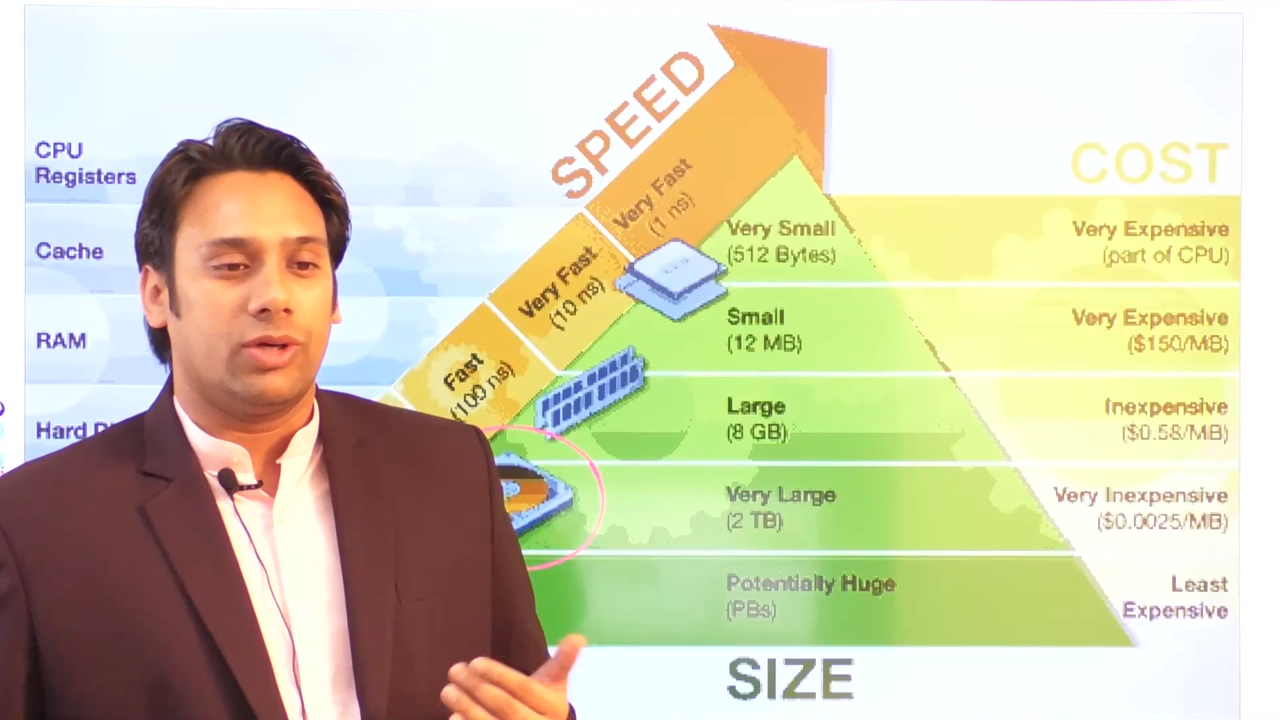 SPEED
COST
CPU
Registers
Very Fast
(1 ns)
Very Small
(512 Bytes)
Very Expensive
(part of CPU)
Cache
Very Fast
(10 ns)
Small
(12 MB)
Very Expensive
($150/MB)
RAM
Fast
(100 ns)
Large
(8 GB)
Inexpensive
($0.58/MB)
Hard
Very Large
(2 TB)
Very Inexpensive
($0.0025/MB)
Potentially Huge
(PBs)
Least
Expensive
SIZE